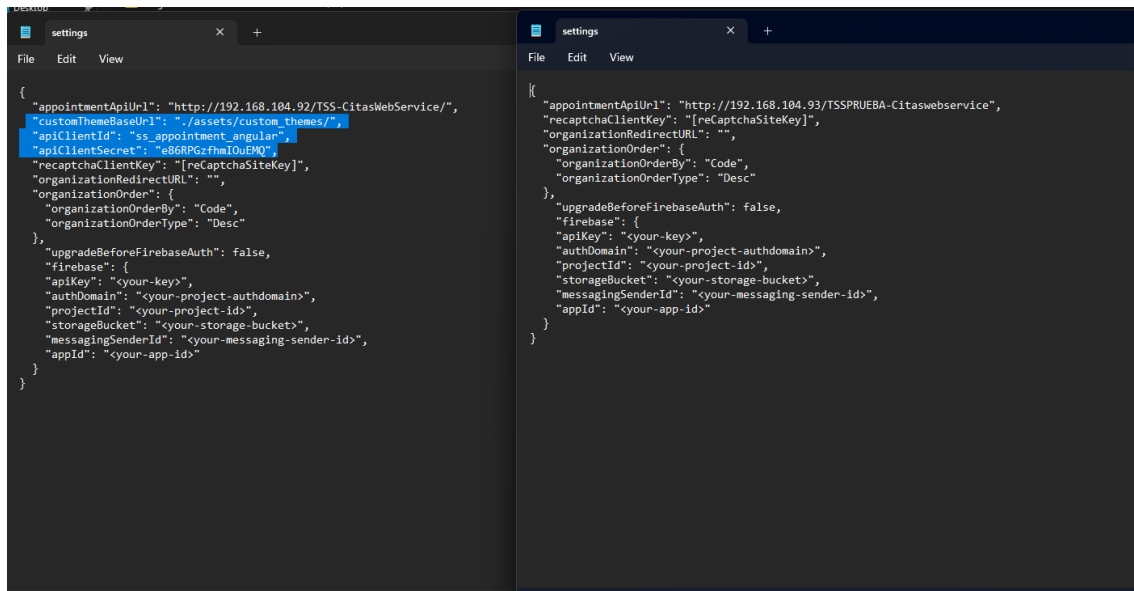 Desktop
settings
File Edit View
{
"appointmentApiUrl": "http://192.168.104.92/TSS-CitasWebService/",
"customThemeBaseUrl": "./assets/custom_themes/",
"apiClientId": "ss_appointment_angular",
"apiClientSecret": "e86RPGzfhmIOuEMQ",
"recaptchaClientKey": "[reCaptchaSiteKey]",
"organizationRedirectURL": "",
"organizationOrder": {
"organizationOrderBy": "Code",
"organizationOrderType": "Desc"
},
"upgradeBeforeFirebaseAuth": false,
"firebase": {
"apiKey": "<your-key>",
"authDomain": "<your-project-authdomain>",
"projectId": "<your-project-id>",
"storageBucket": "<your-storage-bucket>",
"messagingSenderId": "<your-messaging-sender-id>",
"appId": "<your-app-id>"
}
}
settings
File Edit View
{
"appointmentApiUrl": "http://192.168.104.93/TSSPRUEBA-Citaswebservice",
"recaptchaClientKey": "[reCaptchaSiteKey]",
"organizationRedirectURL": "",
"organizationOrder": {
"organizationOrderBy": "Code",
"organizationOrderType": "Desc"
},
"upgradeBeforeFirebaseAuth": false,
"firebase": {
"apiKey": "<your-key>",
"authDomain": "<your-project-authdomain>",
"projectId": "<your-project-id>",
"storageBucket": "<your-storage-bucket>",
"messagingSenderId": "<your-messaging-sender-id>",
"appId": "<your-app-id>"
}
}